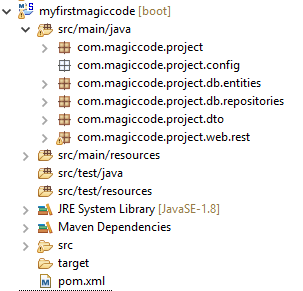 myfirstmagiccode [boot]
src/main/java
com.magiccode.project
com.magiccode.project.config
com.magiccode.project.db.entities
com.magiccode.project.db.repositories
com.magiccode.project.dto
com.magiccode.project.web.rest
src/main/resources
src/test/java
src/test/resources
JRE System Library [JavaSE-1.8]
Maven Dependencies
src
target
pom.xml